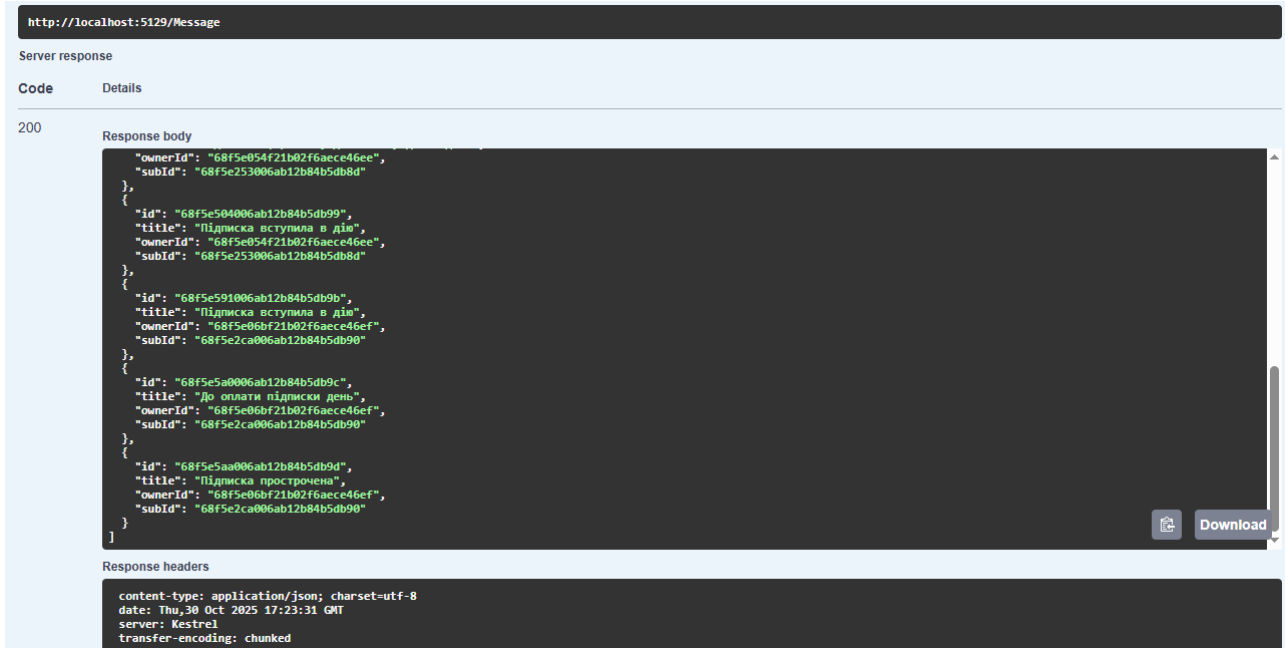 http://localhost:5129/Message
Server response
Code Details
200
Response body
"ownerId": "68f5e054f21b02f6aece46ee",
"subId": "68f5e253006ab12b84b5db8d"
},
{
"id": "68f5e504006ab12b84b5db99",
"title": "Підписка вступила в дію",
"ownerId": "68f5e054f21b02f6aece46ee",
"subId": "68f5e253006ab12b84b5db8d"
},
{
"id": "68f5e591006ab12b84b5db9b",
"title": "Підписка вступила в дію",
"ownerId": "68f5e06bf21b02f6aece46ef",
"subId": "68f5e2ca006ab12b84b5db90"
},
{
"id": "68f5e5a0006ab12b84b5db9c",
"title": "До оплати підписки день",
"ownerId": "68f5e06bf21b02f6aece46ef",
"subId": "68f5e2ca006ab12b84b5db90"
},
{
"id": "68f5e5aa006ab12b84b5db9d",
"title": "Підписка прострочена",
"ownerId": "68f5e06bf21b02f6aece46ef",
"subId": "68f5e2ca006ab12b84b5db90"
}
]
Download
Response headers
content-type: application/json; charset=utf-8
date: Thu,30 Oct 2025 17:23:31 GMT
server: Kestrel
transfer-encoding: chunked